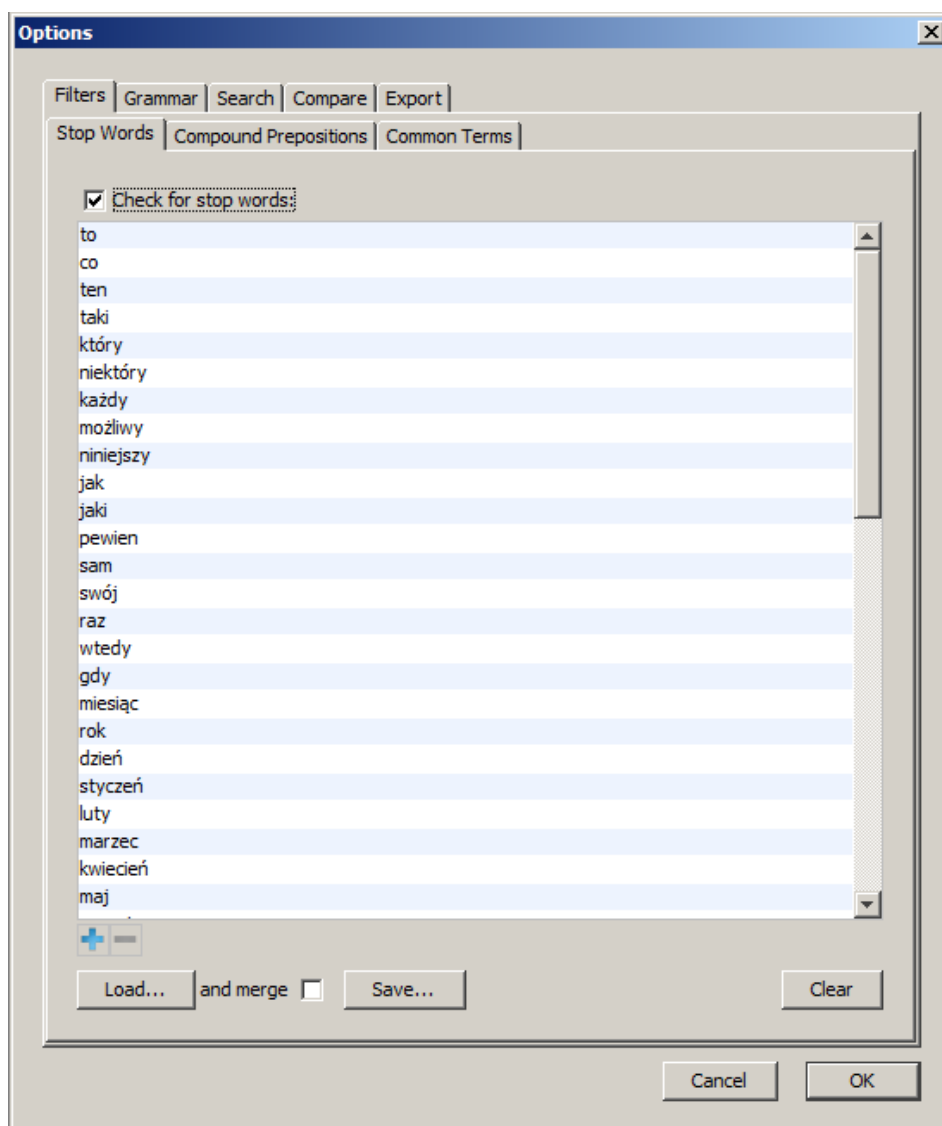 Options
Filters Grammar Search Compare Export
Stop Words Compound Prepositions Common Terms
Check for stop words:
to
co
ten
taki
który
niektóry
każdy
możliwy
niniejszy
jak
jaki
pewien
sam
swój
raz
wtedy
gdy
miesiąc
rok
dzień
styczeń
luty
marzec
kwiecień
maj
Load... and merge Save... Clear
Cancel OK